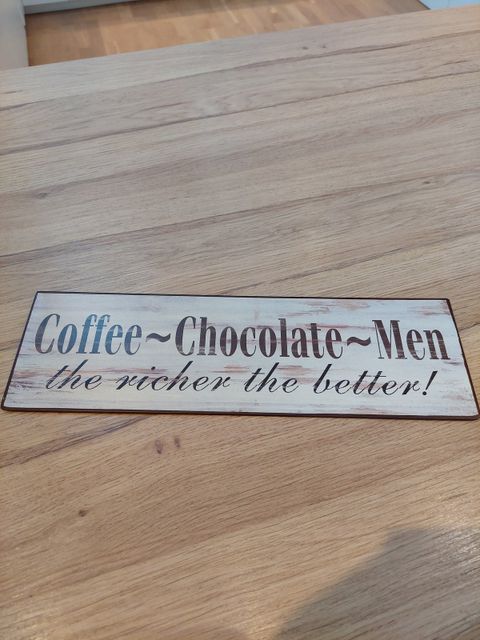 Coffee~Chocolate~Men
the richer the better!